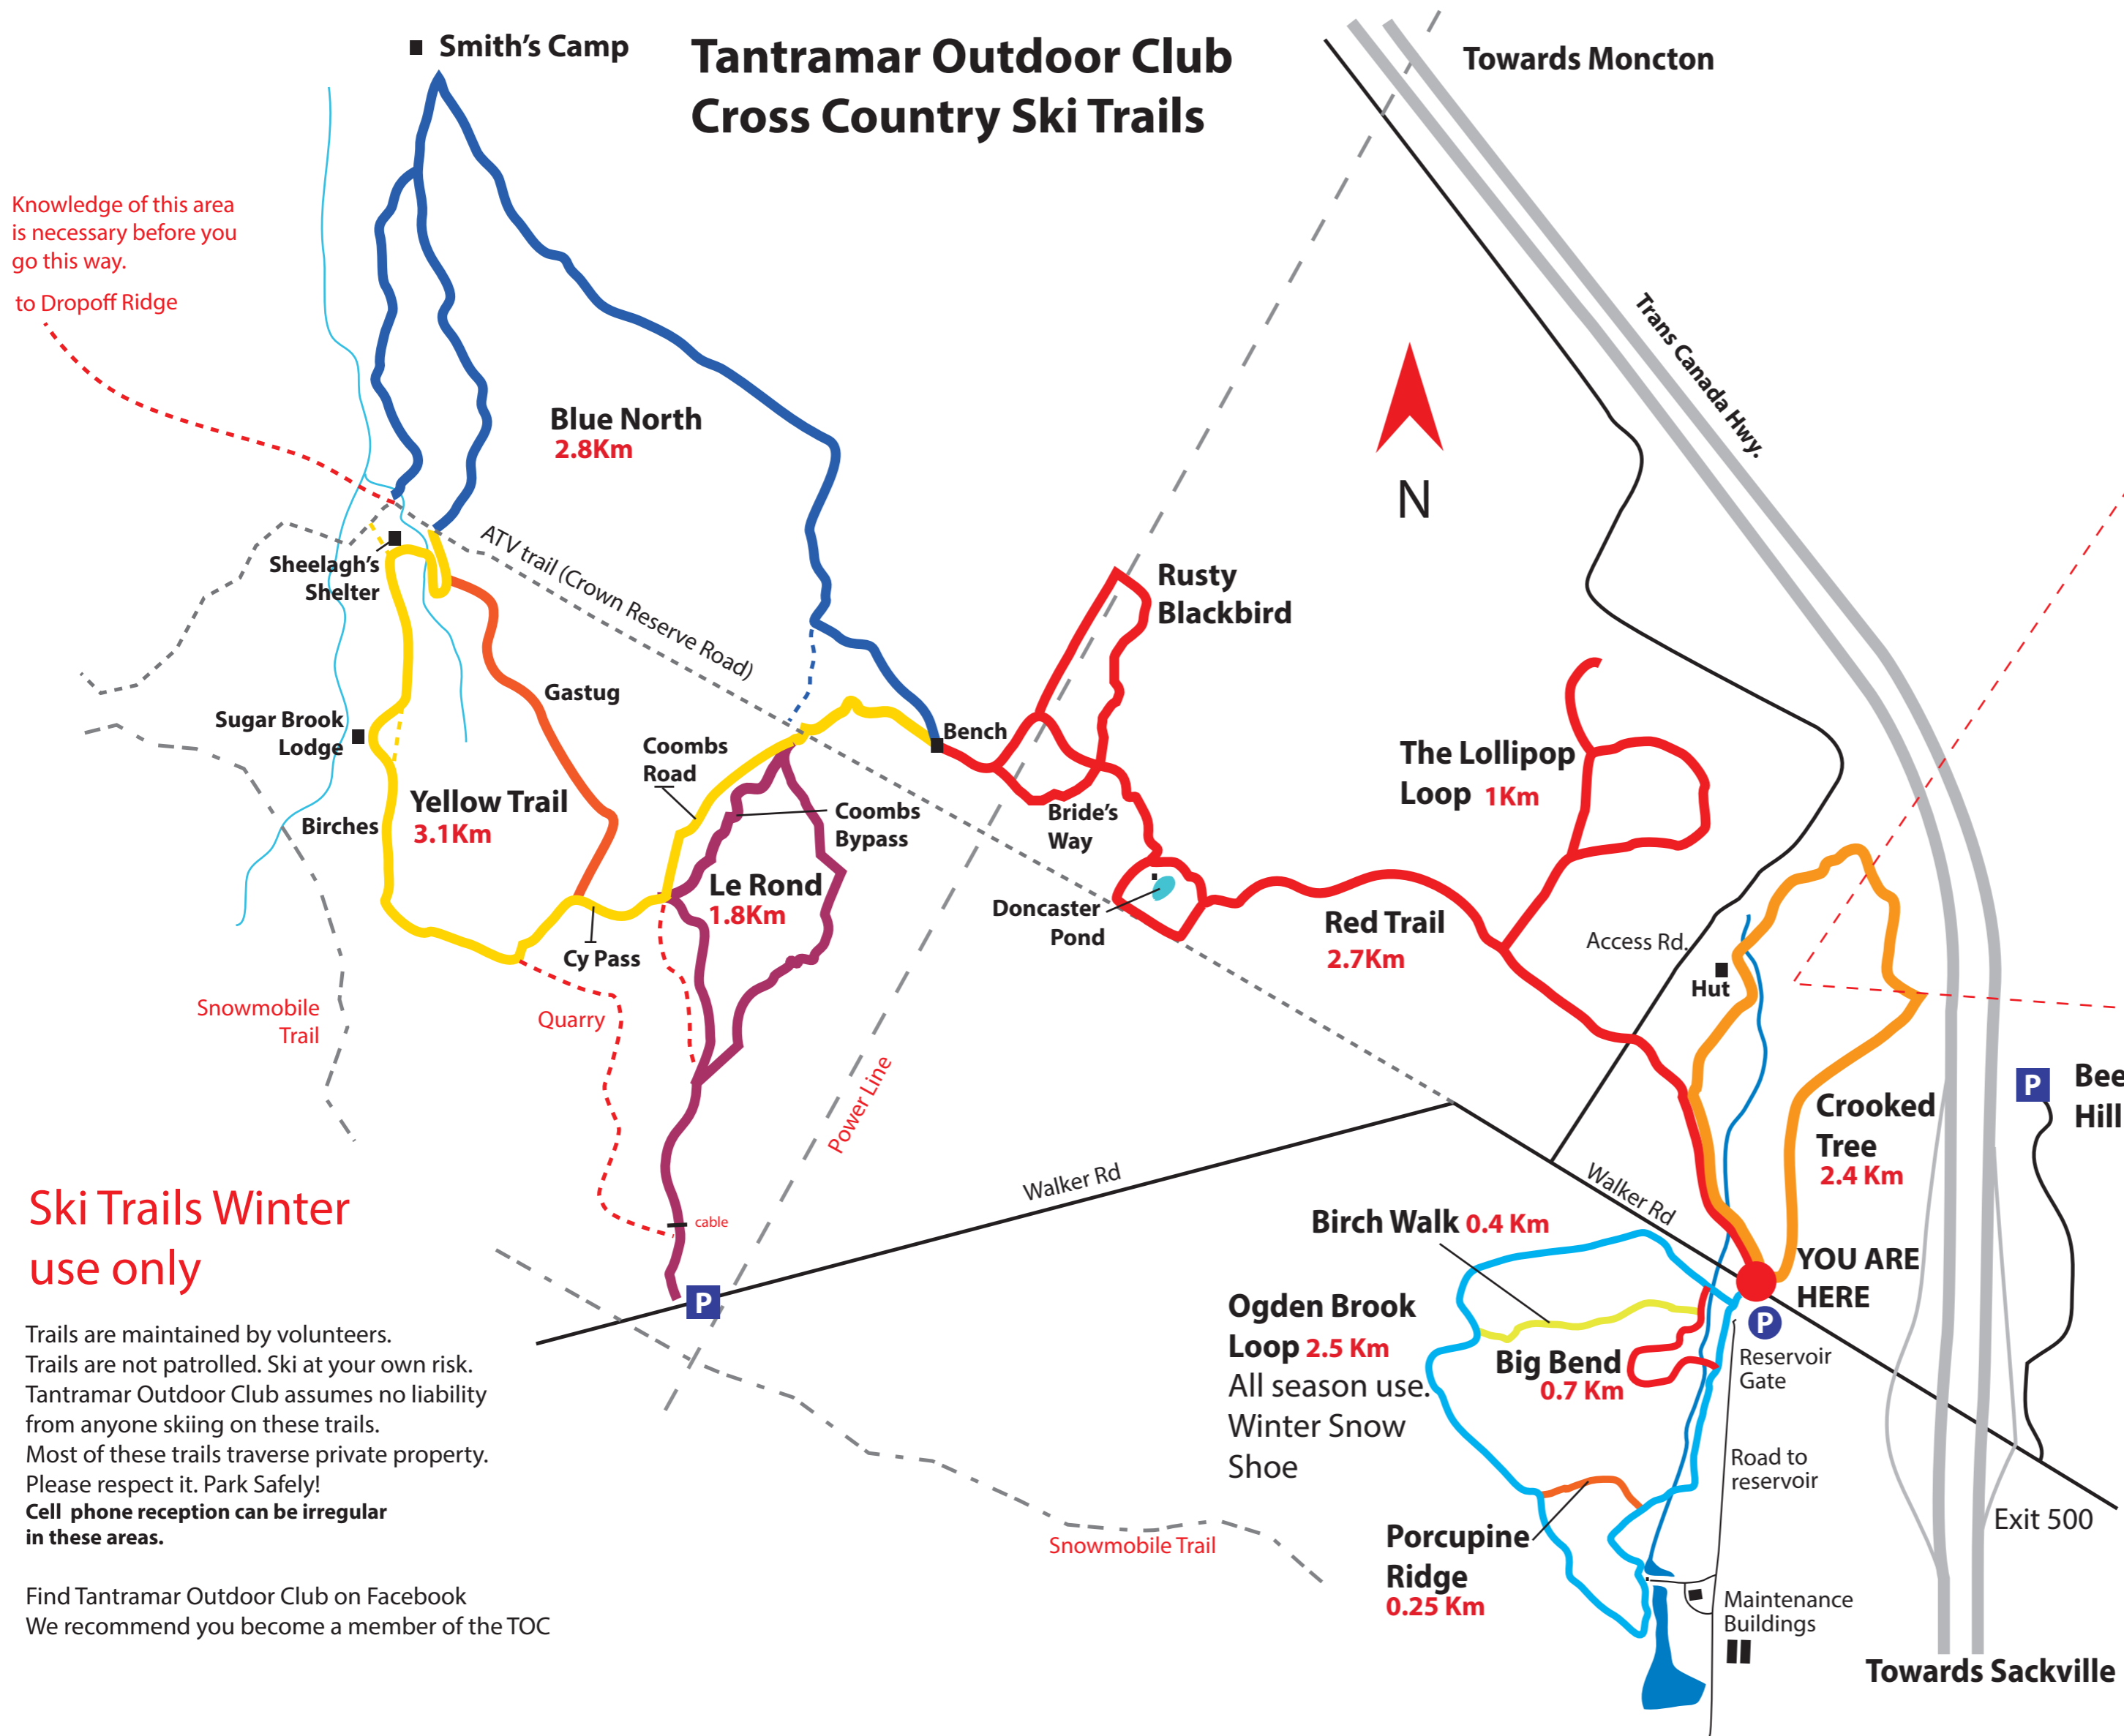 Smith's Camp
Tantramar Outdoor Club
Cross Country Ski Trails
Towards Moncton
Knowledge of this area
is necessary before you
go this way.
to Dropoff Ridge
Trans Canada Hwy.
Blue North
2.8Km
N
ATV trail (Crown Reserve Road)
Sheelagh's
Shelter
Rusty
Blackbird
Gastug
Sugar Brook
Lodge
Bench
Coombs
Road
The Lollipop
Loop 1Km
Yellow Trail
3.1Km
Birches
Coombs
Bypass
Bride's
Way
Le Rond
1.8Km
Doncaster
Pond
Red Trail
2.7Km
Access Rd.
Cy Pass
Hut
Snowmobile
Trail
Quarry
Power Line
P
Bee
Hill
Crooked
Tree
2.4 Km
Walker Rd
Walker Rd
Ski Trails Winter
use only
cable
Birch Walk 0.4 Km
YOU ARE
HERE
P
P
Ogden Brook
Loop 2.5 Km
All season use.
Winter Snow
Shoe
Big Bend
0.7 Km
Reservoir
Gate
Trails are maintained by volunteers.
Trails are not patrolled. Ski at your own risk.
Tantramar Outdoor Club assumes no liability
from anyone skiing on these trails.
Most of these trails traverse private property.
Please respect it. Park Safely!
Cell phone reception can be irregular
in these areas.
Road to
reservoir
Exit 500
Snowmobile Trail
Porcupine
Ridge
0.25 Km
Find Tantramar Outdoor Club on Facebook
We recommend you become a member of the TOC
Maintenance
Buildings
Towards Sackville